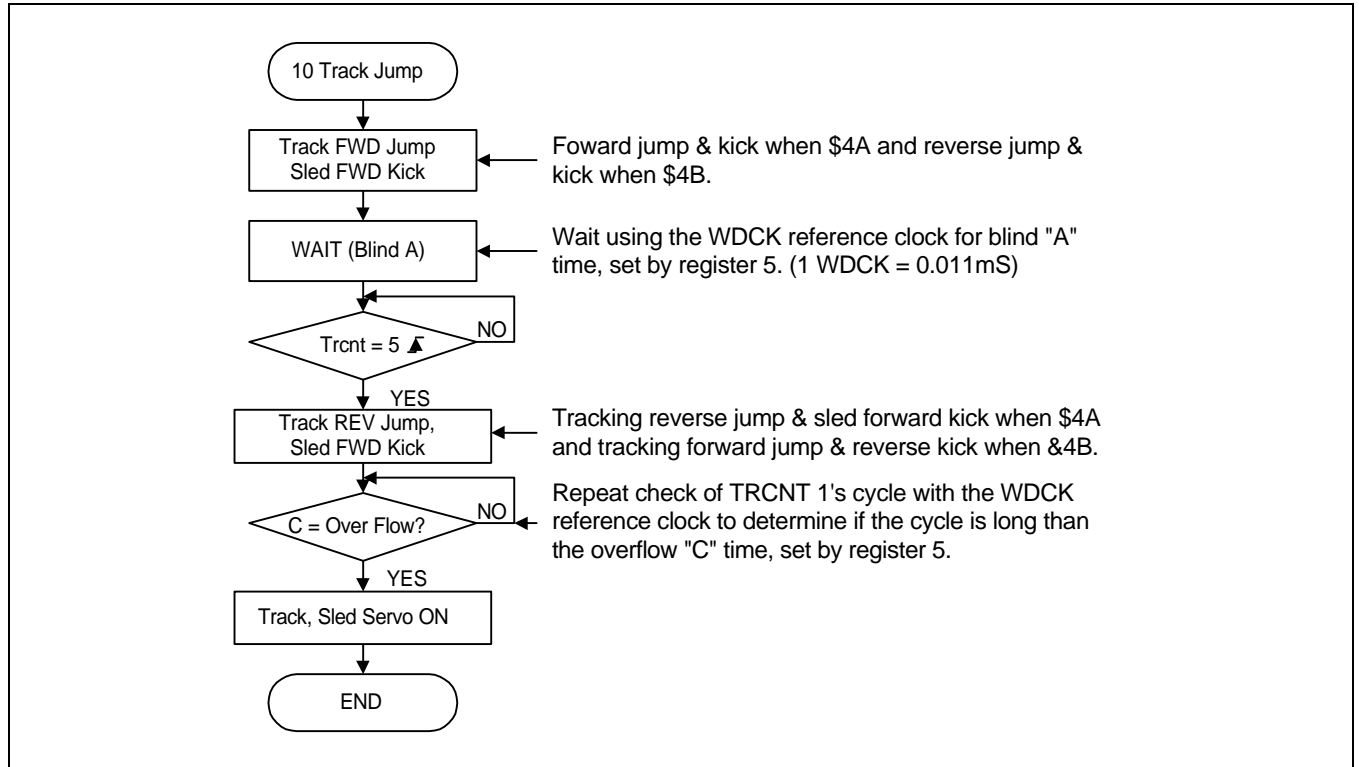 10 Track Jump
Track FWD Jump
Sled FWD Kick
Foward jump & kick when $4A and reverse jump &
kick when $4B.
WAIT (Blind A)
Wait using the WDCK reference clock for blind "A"
time, set by register 5. (1 WDCK = 0.011mS)
Trcnt = 5
NO
YES
Track REV Jump,
Sled FWD Kick
Tracking reverse jump & sled forward kick when $4A
and tracking forward jump & reverse kick when &4B.
C = Over Flow?
NO
Repeat check of TRCNT 1's cycle with the WDCK
reference clock to determine if the cycle is long than
the overflow "C" time, set by register 5.
YES
Track, Sled Servo ON
END